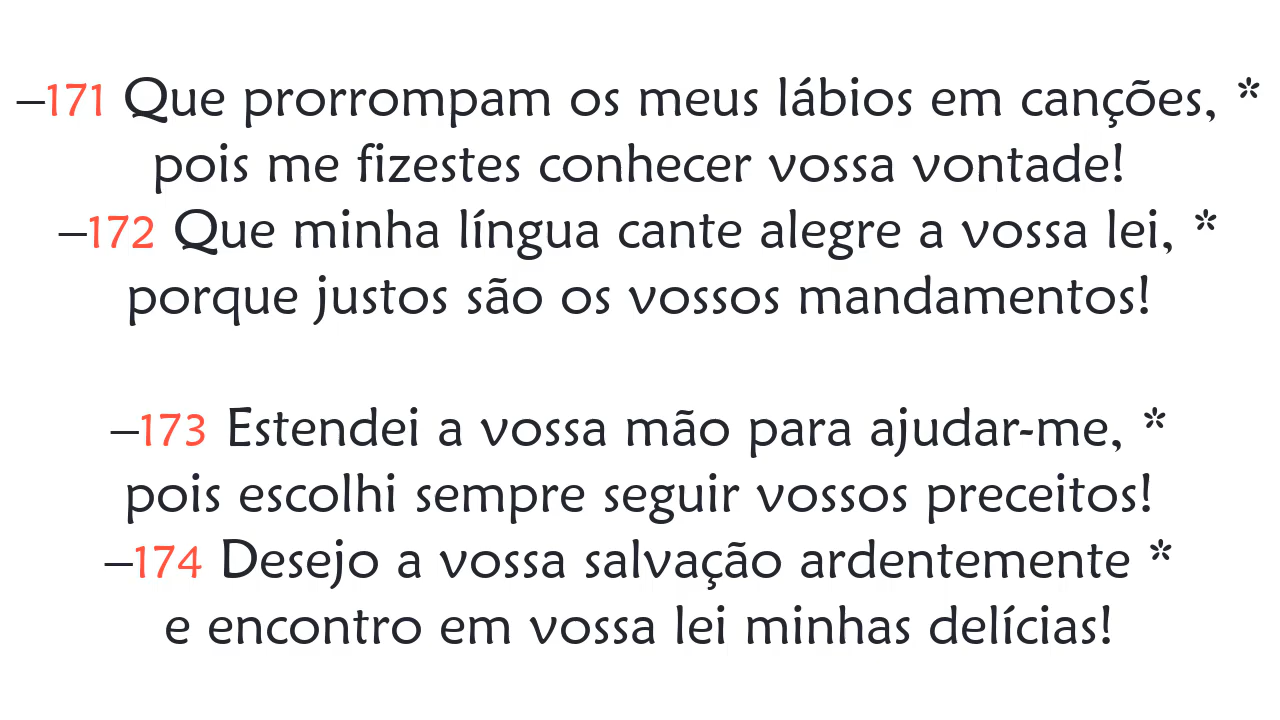 –171 Que prorrompam os meus lábios em canções, *
pois me fizestes conhecer vossa vontade!
–172 Que minha língua cante alegre a vossa lei, *
porque justos são os vossos mandamentos!
–173 Estendei a vossa mão para ajudar-me, *
pois escolhi sempre seguir vossos preceitos!
–174 Desejo a vossa salvação ardentemente *
e encontro em vossa lei minhas delícias!